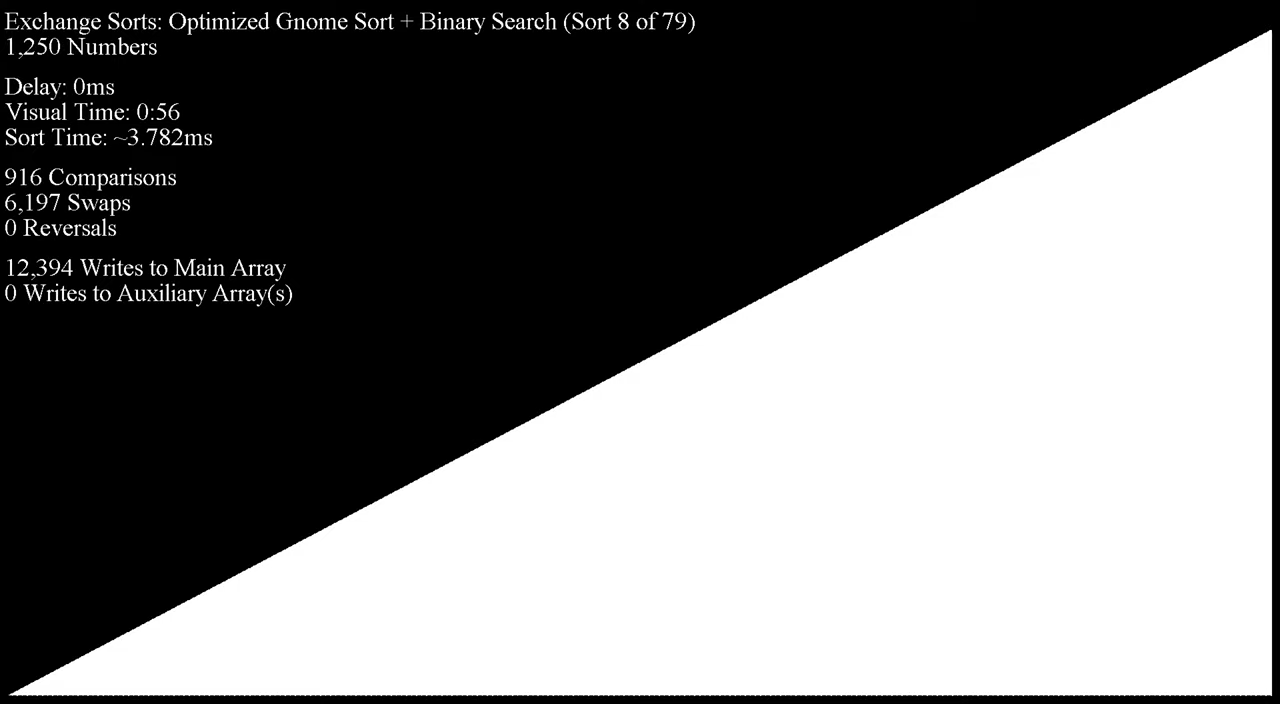 Exchange Sorts: Optimized Gnome Sort + Binary Search (Sort 8 of 79)
1,250 Numbers
Delay: 0ms
Visual Time: 0:56
Sort Time: ~3.782ms
916 Comparisons
6,197 Swaps
0 Reversals
12,394 Writes to Main Array
0 Writes to Auxiliary Array(s)